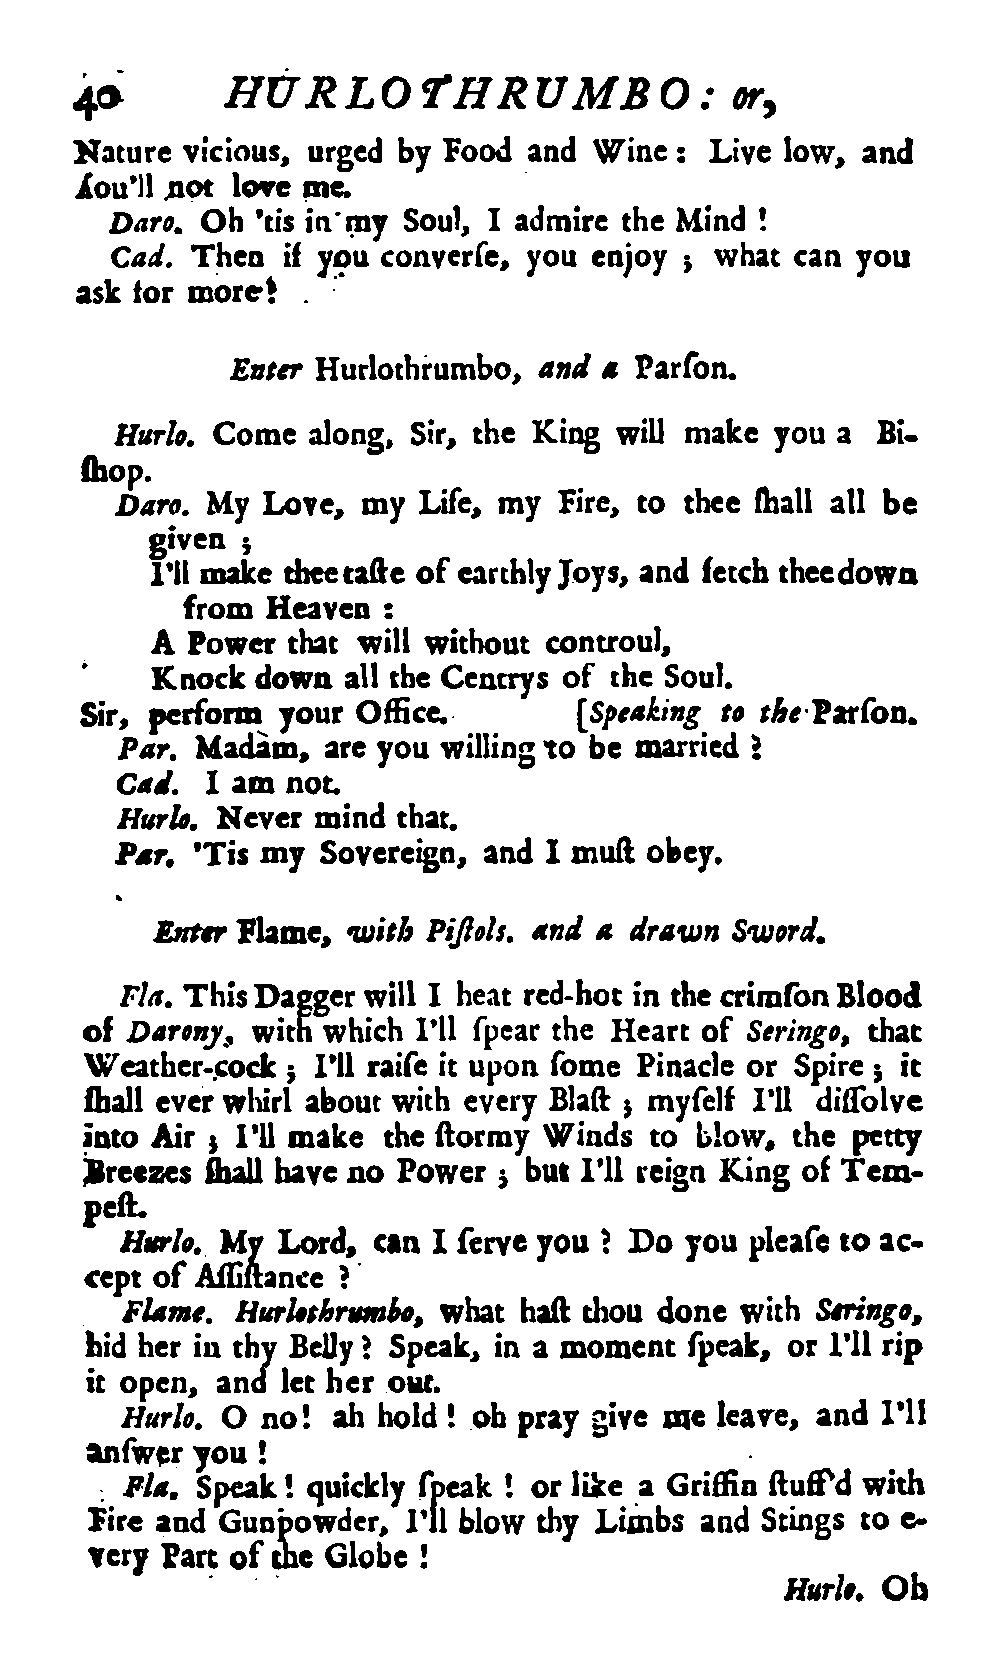 40 HURLOTHRUMBO: or,
Nature vicious, urged by Food and Wine: Live low, and
you'll not love me.
Daro. Oh 'tis in my Soul, I admire the Mind !
Cad. Then if you converſe, you enjoy ; what can you
ask for more?
Enter Hurlothrumbo, and a Parſon.
Hurlo. Come along, Sir, the King will make you a Bi-
ſhop.
Daro. My Love, my Life, my Fire, to thee ſhall all be
given ;
I'll make thee taſte of earthly Joys, and fetch thee down
from Heaven :
A Power that will without controul,
Knock down all the Centrys of the Soul.
Sir, perform your Office. [Speaking to the Parſon.
Par. Madam, are you willing to be married ?
Cad. I am not.
Hurlo. Never mind that.
Par. 'Tis my Sovereign, and I muſt obey.
Enter Flame, with Piſtols. and a drawn Sword.
Fla. This Dagger will I heat red-hot in the crimſon Blood
of Darony, with which I'll ſpear the Heart of Seringo, that
Weather-cock ; I'll raiſe it upon ſome Pinacle or Spire ; it
ſhall ever whirl about with every Blaſt ; myſelf I'll diſſolve
into Air ; I'll make the ſtormy Winds to blow, the petty
Breezes ſhall have no Power ; but I'll reign King of Tem-
peſt.
Hurlo. My Lord, can I ſerve you ? Do you pleaſe to ac-
cept of Aſſiſtance ?
Flame. Hurlothrumbo, what haſt thou done with Seringo,
hid her in thy Belly ? Speak, in a moment ſpeak, or I'll rip
it open, and let her out.
Hurlo. O no! ah hold ! oh pray give me leave, and I'll
anſwer you !
Fla. Speak ! quickly ſpeak ! or like a Griffin ſtuff'd with
Fire and Gunpowder, I'll blow thy Limbs and Stings to e-
very Part of the Globe !
Hurlo. Oh